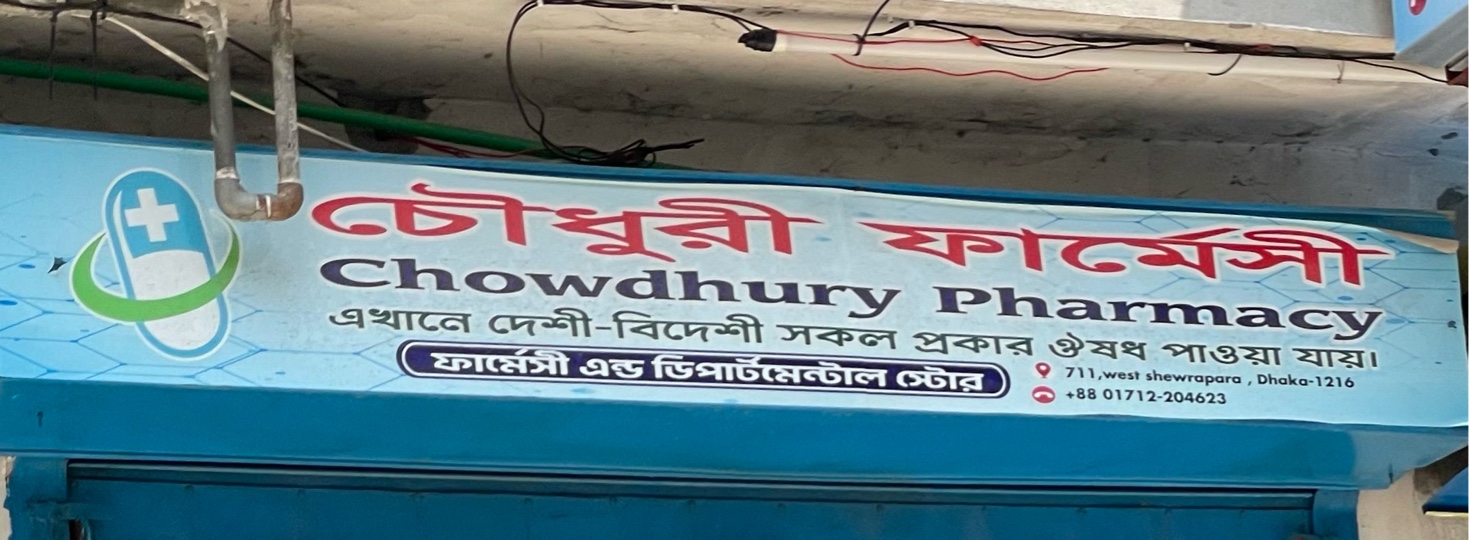 চৌধুরী ফার্মেসী
Chowdhury Pharmacy
এখানে দেশী-বিদেশী সকল প্রকার ঔষধ পাওয়া যায়।
ফার্মেসী এন্ড ডিপার্টমেন্টাল স্টোর
711,west shewrapara , Dhaka-1216
+88 01712-204623